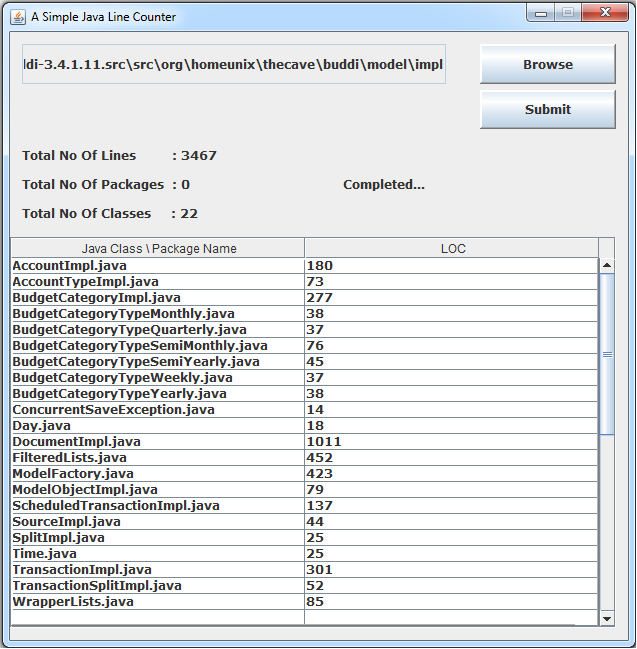 A Simple Java Line Counter
ddi-3.4.1.11.src\src\org\homeunix\thecave\buddi\model\impl
Browse
Submit
Total No Of Lines : 3467
Total No Of Packages : 0 Completed...
Total No Of Classes : 22
Java Class \ Package Name LOC
AccountImpl.java 180
AccountTypeImpl.java 73
BudgetCategoryImpl.java 277
BudgetCategoryTypeMonthly.java 38
BudgetCategoryTypeQuarterly.java 37
BudgetCategoryTypeSemiMonthly.java 76
BudgetCategoryTypeSemiYearly.java 45
BudgetCategoryTypeWeekly.java 37
BudgetCategoryTypeYearly.java 38
ConcurrentSaveException.java 14
Day.java 18
DocumentImpl.java 1011
FilteredLists.java 452
ModelFactory.java 423
ModelObjectImpl.java 79
ScheduledTransactionImpl.java 137
SourceImpl.java 44
SplitImpl.java 25
Time.java 25
TransactionImpl.java 301
TransactionSplitImpl.java 52
WrapperLists.java 85